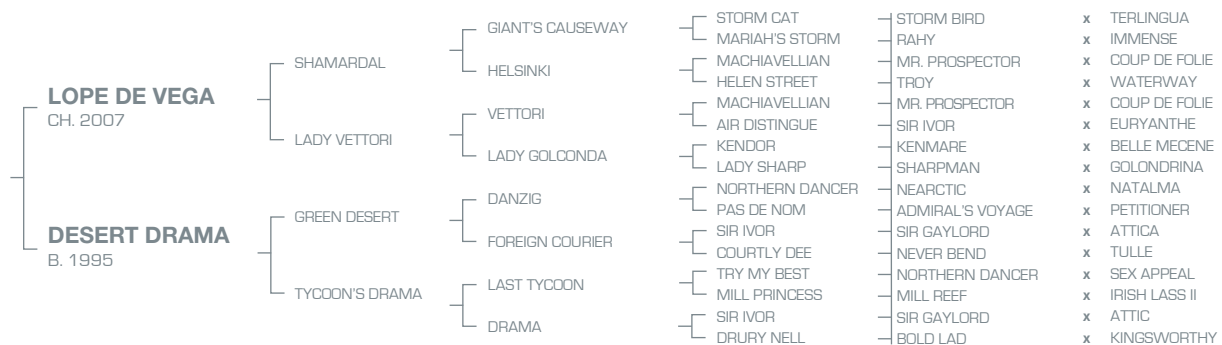 STORM CAT STORM BIRD x TERLINGUA
GIANT'S CAUSEWAY
MARIAH'S STORM RAHY x IMMENSE
SHAMARDAL
MACHIAVELLIAN MR. PROSPECTOR x COUP DE FOLIE
HELSINKI
HELEN STREET TROY x WATERWAY
LOPE DE VEGA
MACHIAVELLIAN MR. PROSPECTOR x COUP DE FOLIE
CH. 2007
VETTORI
AIR DISTINGUE SIR IVOR x EURYANTHE
LADY VETTORI
KENDOR KENMARE x BELLE MECENE
LADY GOLCONDA
LADY SHARP SHARPMAN x GOLONDRINA
NORTHERN DANCER NEARCTIC x NATALMA
DANZIG
PAS DE NOM ADMIRAL'S VOYAGE x PETITIONER
GREEN DESERT
SIR IVOR SIR GAYLORD x ATTICA
DESERT DRAMA
FOREIGN COURIER
COURTLY DEE NEVER BEND x TULLE
B. 1995
TRY MY BEST NORTHERN DANCER x SEX APPEAL
LAST TYCOON
TYCOON'S DRAMA
MILL PRINCESS MILL REEF x IRISH LASS II
SIR IVOR SIR GAYLORD x ATTIC
DRAMA
DRURY NELL BOLD LAD x KINGSWORTHY